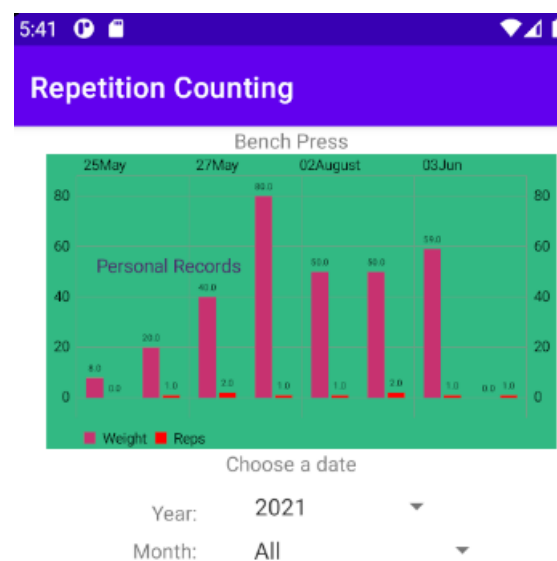 5:41
Repetition Counting
Bench Press
25May 27May 02August 03Jun
80 80.0 80
60 59.0 60
Personal Records 50.0 50.0
40 40.0 40
20 20.0 20
8.0 0.0 1.0 2.0 1.0 1.0 2.0 1.0 0.0 1.0
0 0
Weight Reps
Choose a date
Year: 2021
Month: All